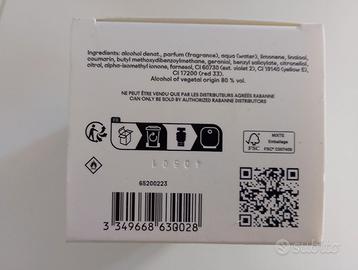 Ingredients: alcohol denat., parfum (fragrance), aqua (water), limonene, linalool,
coumarin, butyl methoxydibenzoylmethane, geraniol, benzyl salicylate, citronellol,
citral, alpha-isomethyl ionone, farnesol, CI 60730 (ext. violet 2), CI 19140 (yellow 5),
CI 17200 (red 33).
Alcohol of vegetal origin 80 % vol.
NE PEUT ÊTRE VENDU QUE PAR LES DISTRIBUTEURS AGRÉÉS RABANNE
CAN ONLY BE SOLD BY AUTHORIZED RABANNE DISTRIBUTORS
FR
FSC
MIXTE
Emballage
40501
65200223
3 349668 630028
subito